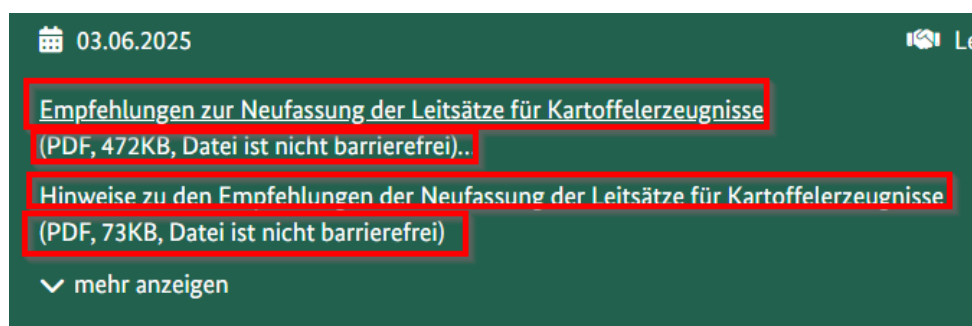 03.06.2025 Le
Empfehlungen zur Neufassung der Leitsätze für Kartoffelerzeugnisse
(PDF, 472KB, Datei ist nicht barrierefrei)...
Hinweise zu den Empfehlungen der Neufassung der Leitsätze für Kartoffelerzeugnisse
(PDF, 73KB, Datei ist nicht barrierefrei)
mehr anzeigen